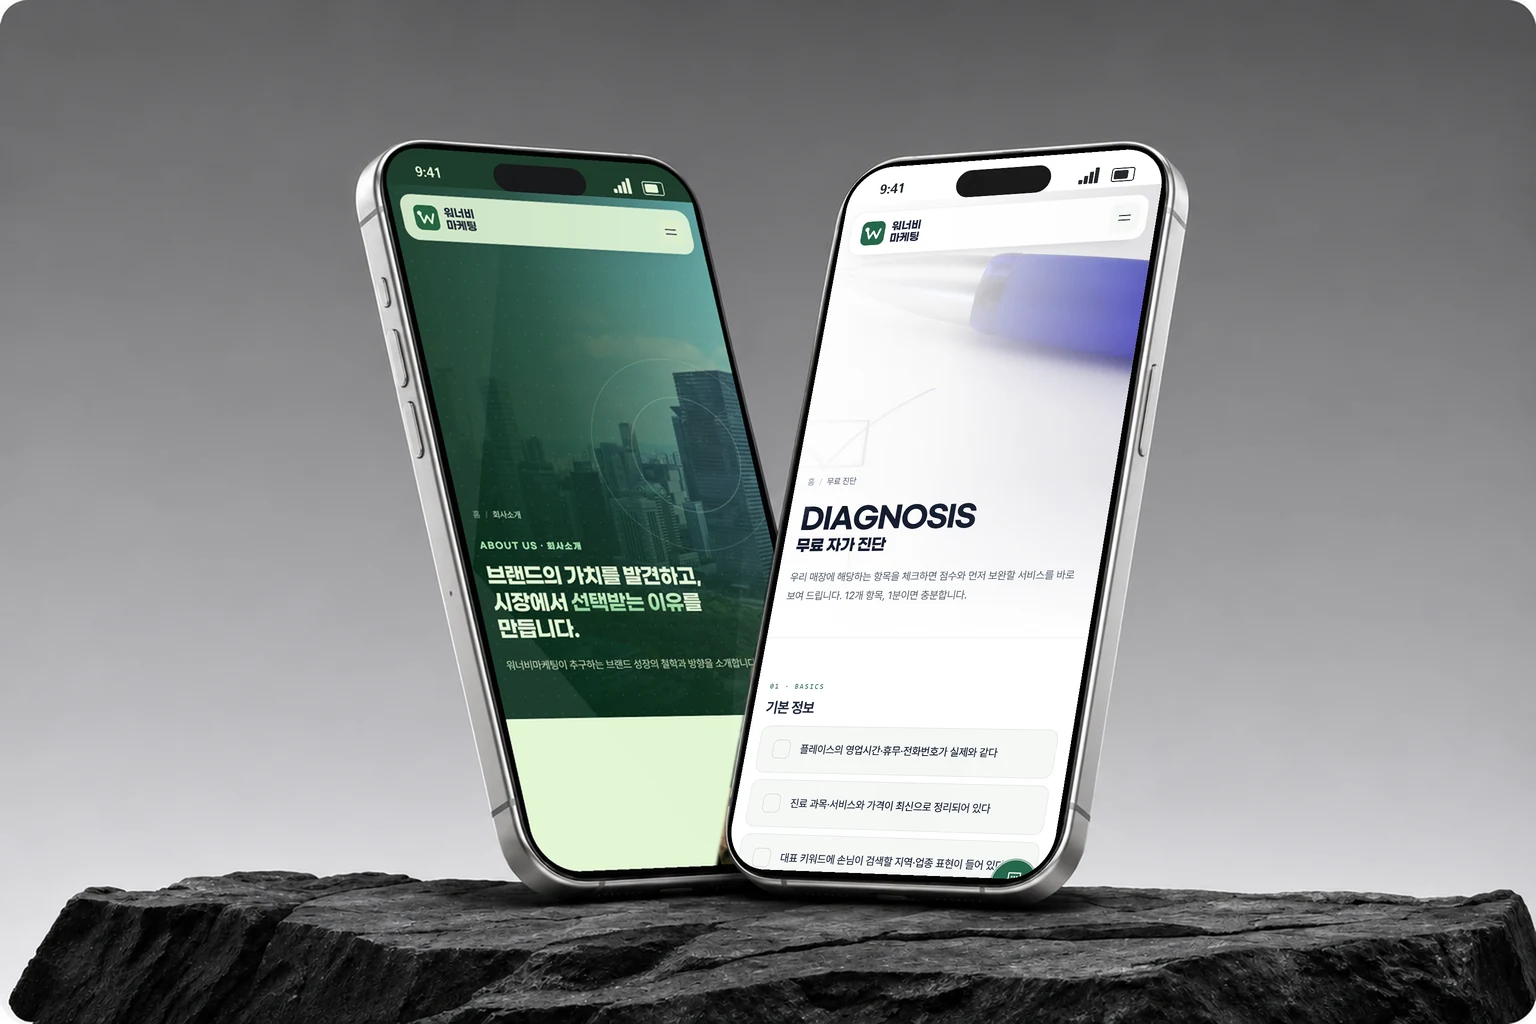 9:41
워너비
마케팅
홈 / 회사소개
ABOUT US · 회사소개
브랜드의 가치를 발견하고,
시장에서 선택받는 이유를
만듭니다.
워너비마케팅이 추구하는 브랜드 성장의 철학과 방향을 소개합니다
9:41
워너비
마케팅
홈 / 무료 진단
DIAGNOSIS
무료 자가 진단
우리 매장에 해당하는 항목을 체크하면 점수와 먼저 보완할 서비스를 바로
보여 드립니다. 12개 항목, 1분이면 충분합니다.
01 · BASICS
기본 정보
플레이스의 영업시간·휴무·전화번호가 실제와 같다
진료 과목·서비스와 가격이 최신으로 정리되어 있다
대표 키워드에 손님이 검색할 지역·업종 표현이 들어 있다